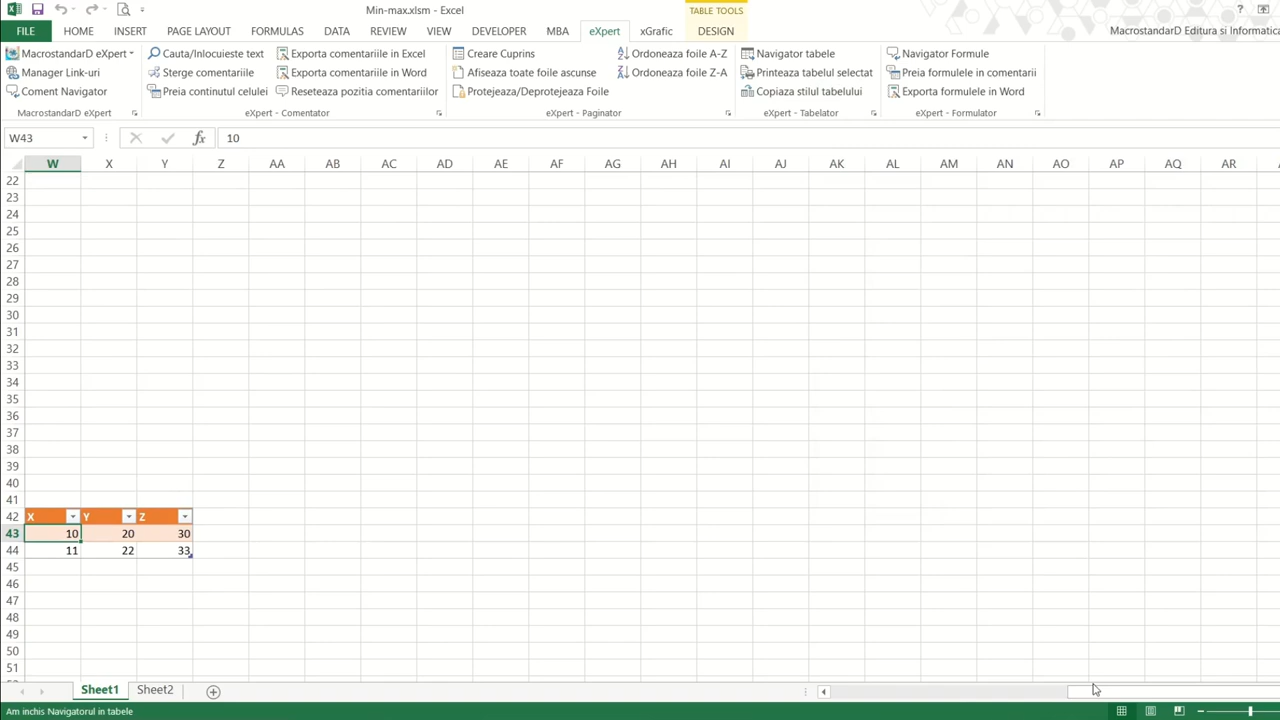 Min-max.xlsm - Excel
TABLE TOOLS
?
FILE HOME INSERT PAGE LAYOUT FORMULAS DATA REVIEW VIEW DEVELOPER MBA eXpert xGrafic DESIGN
MacrostandarD Editura si Informatica
MacrostandarD eXpert Cauta/Inlocuieste text Exporta comentariile in Excel Creare Cuprins Ordoneaza foile A-Z Navigator tabele Navigator Formule
Manager Link-uri Sterge comentariile Exporta comentariile in Word Afiseaza toate foile ascunse Ordoneaza foile Z-A Printeaza tabelul selectat Preia formulele in comentarii
Coment Navigator Preia continutul celulei Reseteaza pozitia comentariilor Protejeaza/Deprotejeaza Foile Copiaza stilul tabelului Exporta formulele in Word
MacrostandarD eXpert eXpert - Comentator eXpert - Paginator eXpert - Tabelator eXpert - Formulator
W43 fx 10
W X Y Z AA AB AC AD AE AF AG AH AI AJ AK AL AM AN AO AP AQ AR
22
23
24
25
26
27
28
29
30
31
32
33
34
35
36
37
38
39
40
41
42 X Y Z
43 10 20 30
44 11 22 33
45
46
47
48
49
50
51
Sheet1 Sheet2
Am inchis Navigatorul in tabele